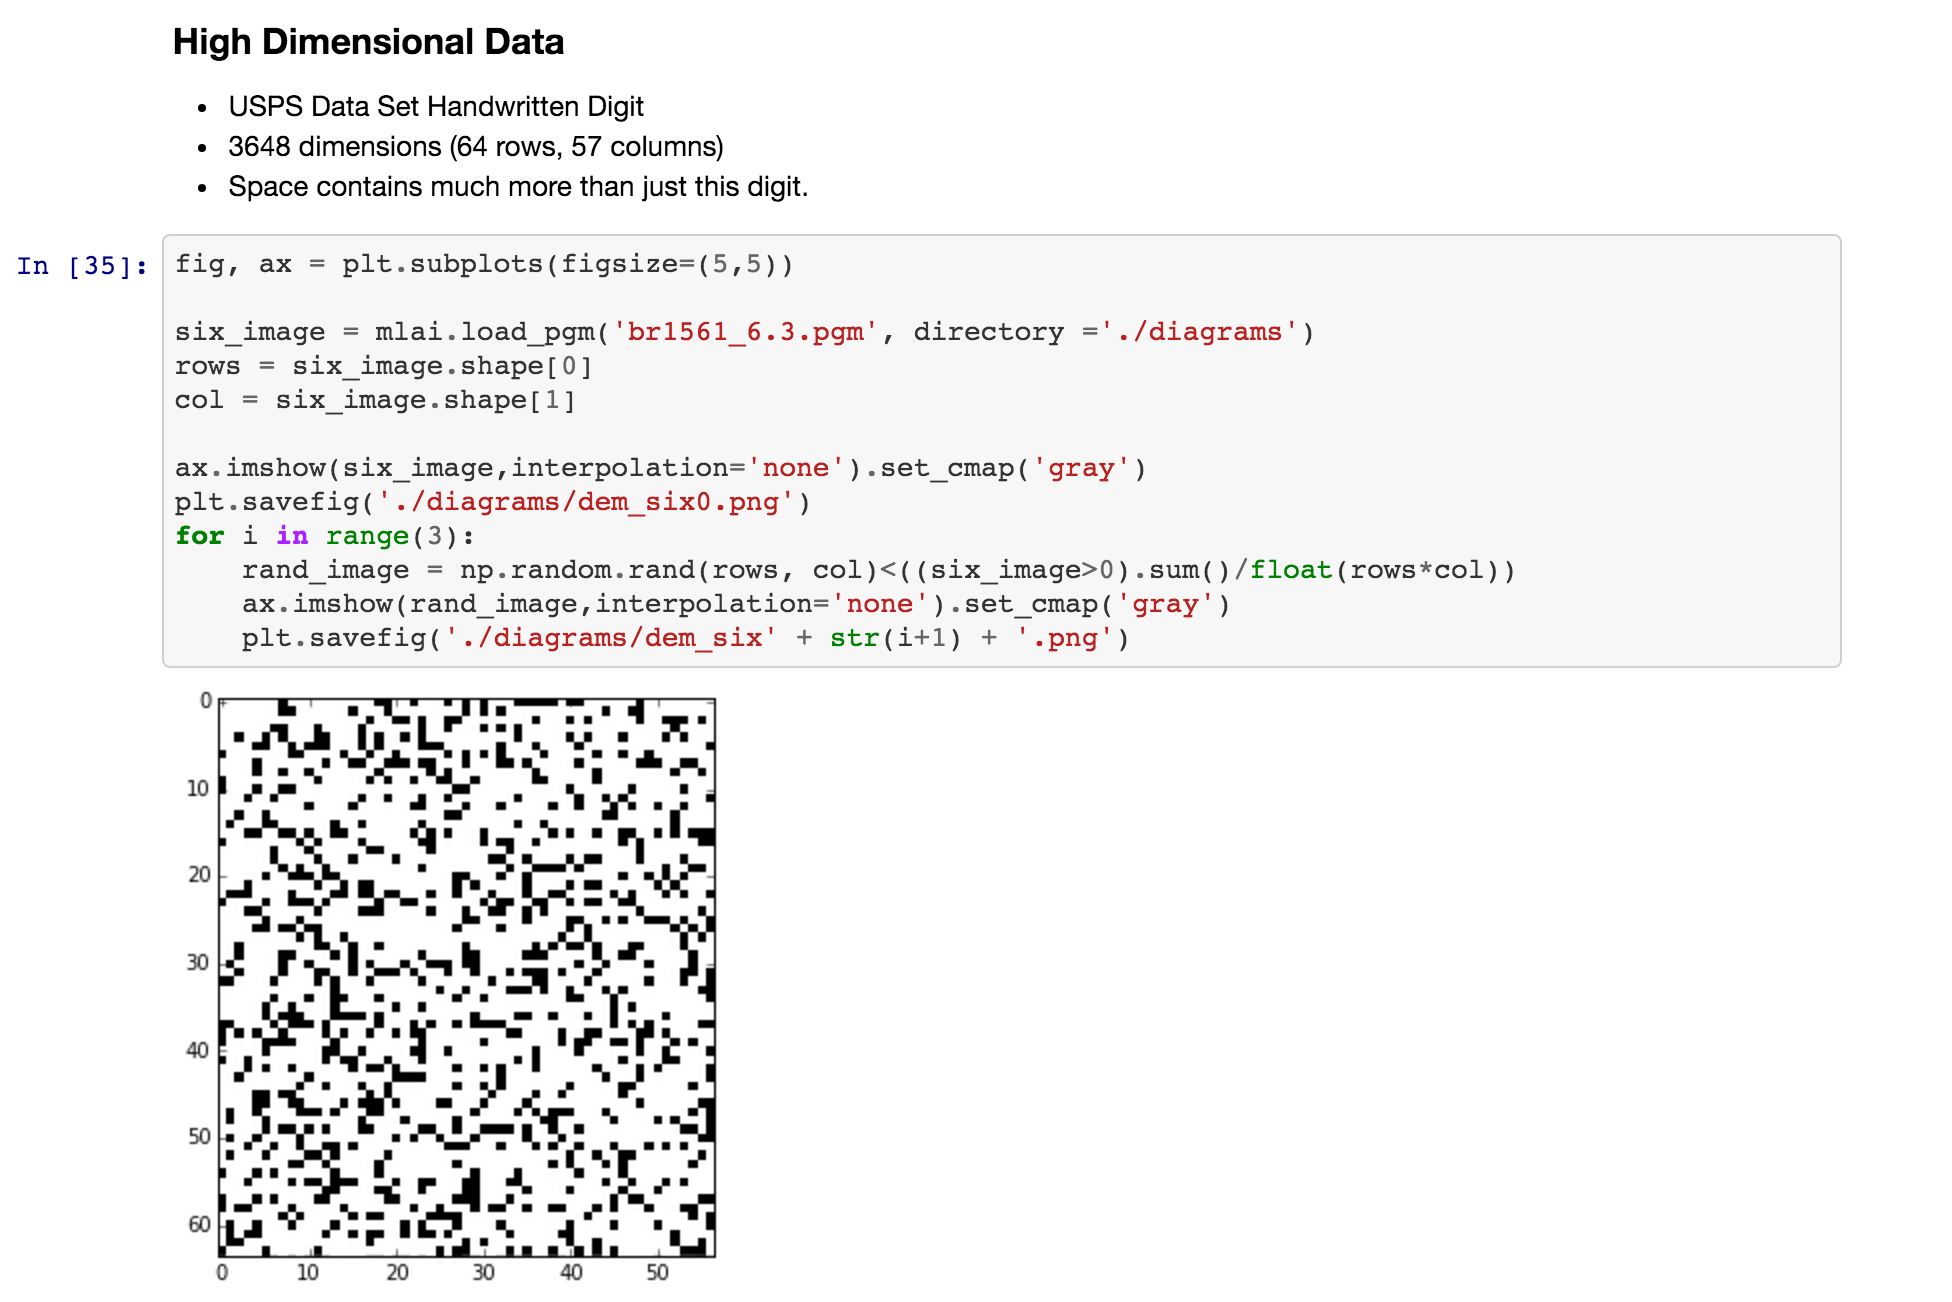 High Dimensional Data
• USPS Data Set Handwritten Digit
• 3648 dimensions (64 rows, 57 columns)
• Space contains much more than just this digit.
In [35]: fig, ax = plt.subplots(figsize=(5,5))
six_image = mlai.load_pgm('br1561_6.3.pgm', directory ='./diagrams')
rows = six_image.shape[0]
col = six_image.shape[1]
ax.imshow(six_image,interpolation='none').set_cmap('gray')
plt.savefig('./diagrams/dem_six0.png')
for i in range(3):
    rand_image = np.random.rand(rows, col)<((six_image>0).sum()/float(rows*col))
    ax.imshow(rand_image,interpolation='none').set_cmap('gray')
    plt.savefig('./diagrams/dem_six' + str(i+1) + '.png')
0
10
20
30
40
50
60
0 10 20 30 40 50